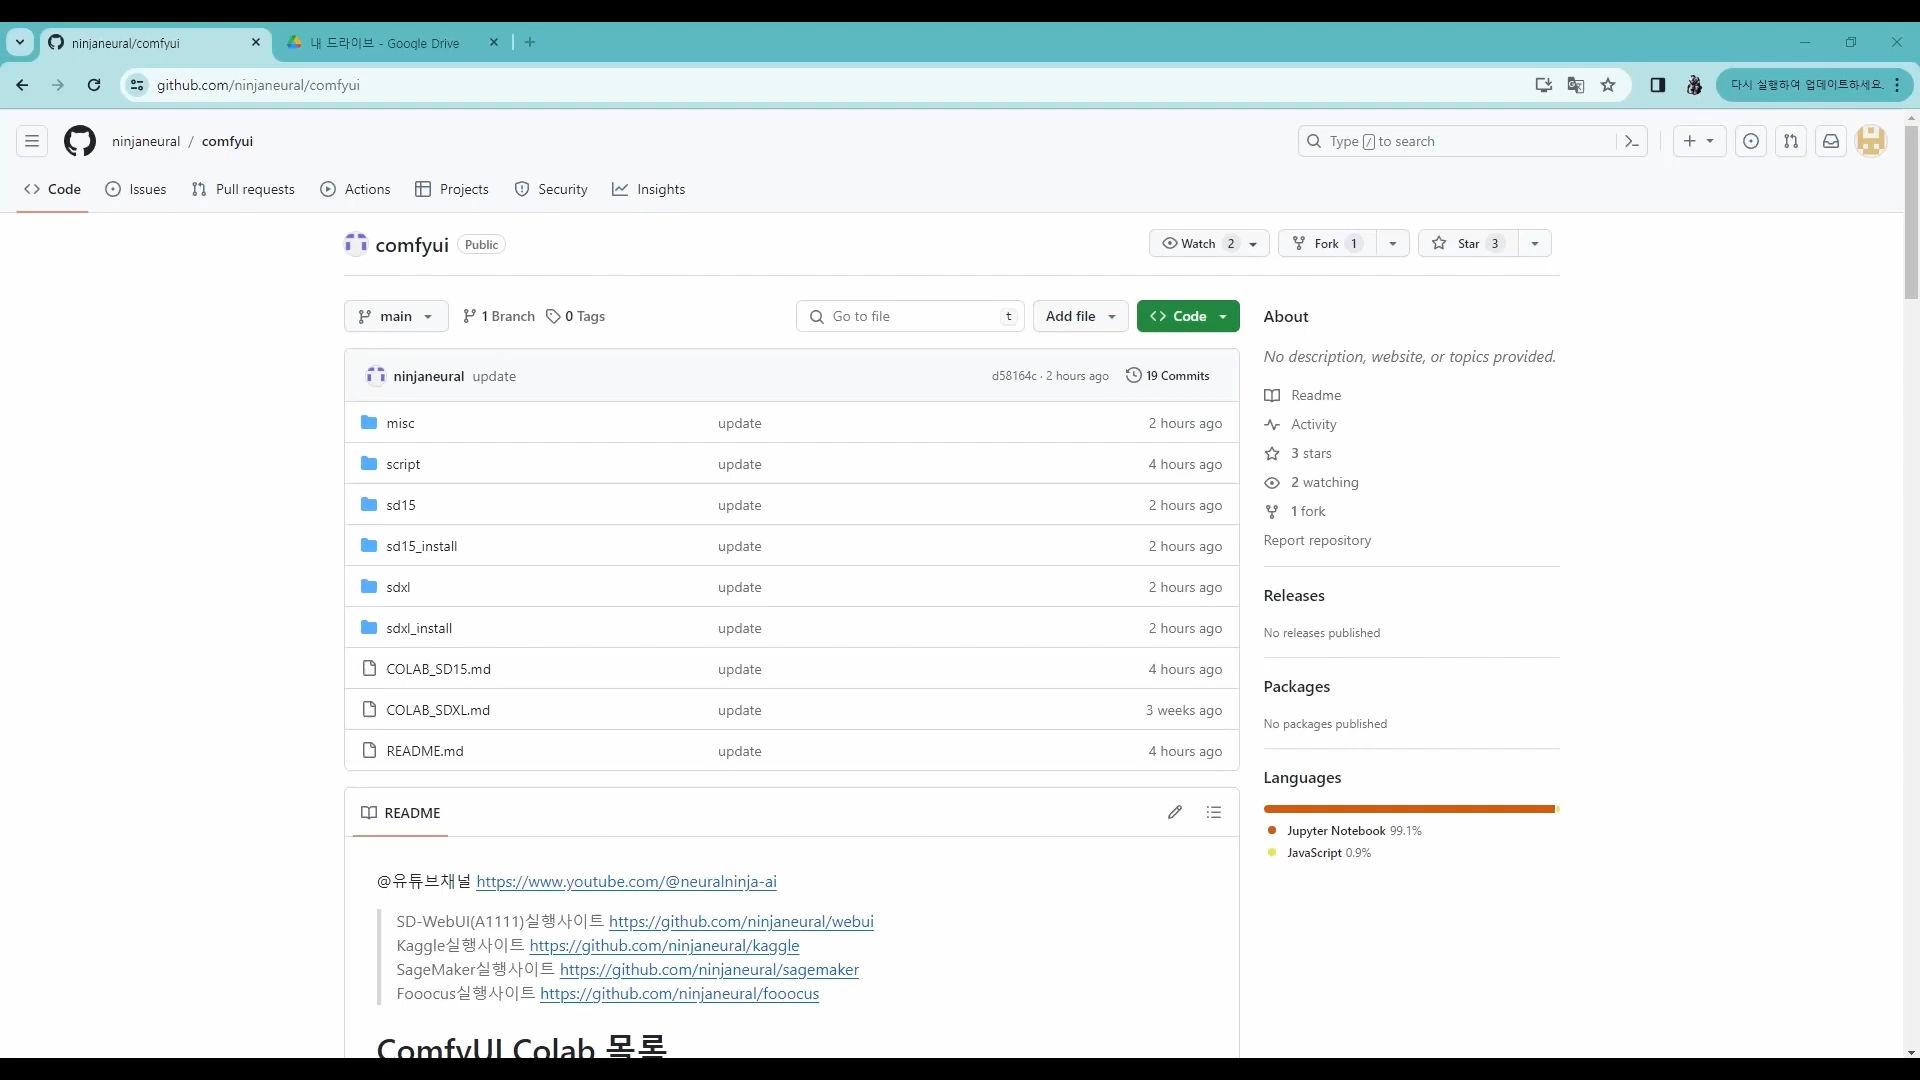 ninjaneural/comfyui
내 드라이브 - Google Drive
github.com/ninjaneural/comfyui
다시 실행하여 업데이트하세요.
ninjaneural / comfyui
Type / to search
Code Issues Pull requests Actions Projects Security Insights
comfyui Public
Watch 2 Fork 1 Star 3
main 1 Branch 0 Tags Go to file t Add file Code
ninjaneural update d58164c · 2 hours ago 19 Commits
misc update 2 hours ago
script update 4 hours ago
sd15 update 2 hours ago
sd15_install update 2 hours ago
sdxl update 2 hours ago
sdxl_install update 2 hours ago
COLAB_SD15.md update 4 hours ago
COLAB_SDXL.md update 3 weeks ago
README.md update 4 hours ago
README
@유튜브채널 https://www.youtube.com/@neuralninja-ai
SD-WebUI(A1111)실행사이트 https://github.com/ninjaneural/webui
Kaggle실행사이트 https://github.com/ninjaneural/kaggle
SageMaker실행사이트 https://github.com/ninjaneural/sagemaker
Fooocus실행사이트 https://github.com/ninjaneural/fooocus
ComfyUI Colab 목록
About
No description, website, or topics provided.
Readme
Activity
3 stars
2 watching
1 fork
Report repository
Releases
No releases published
Packages
No packages published
Languages
Jupyter Notebook 99.1%
JavaScript 0.9%